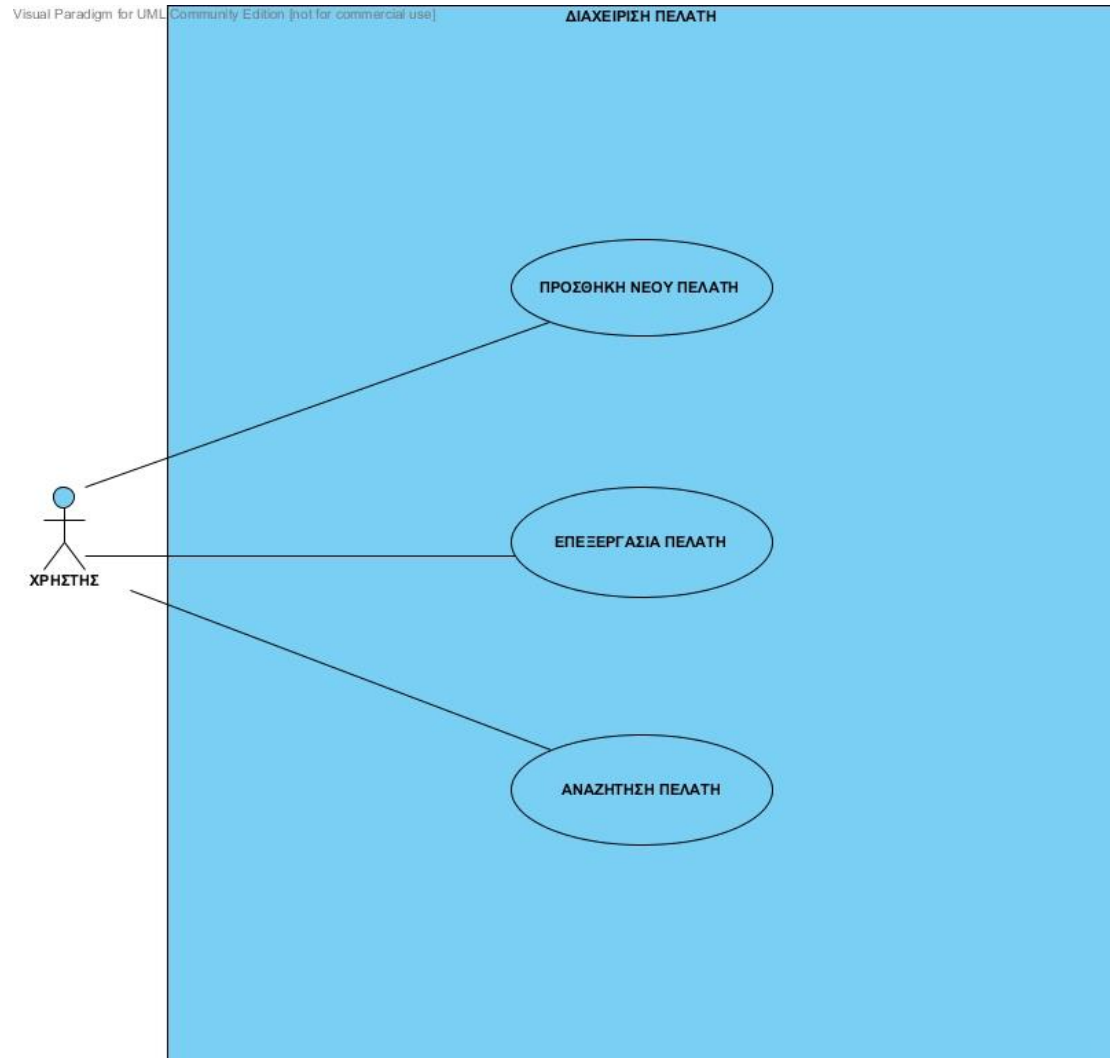 Visual Paradigm for UML Community Edition [not for commercial use]
ΔΙΑΧΕΙΡΙΣΗ ΠΕΛΑΤΗ
ΠΡΟΣΘΗΚΗ ΝΕΟΥ ΠΕΛΑΤΗ
ΕΠΕΞΕΡΓΑΣΙΑ ΠΕΛΑΤΗ
ΧΡΗΣΤΗΣ
ΑΝΑΖΗΤΗΣΗ ΠΕΛΑΤΗ